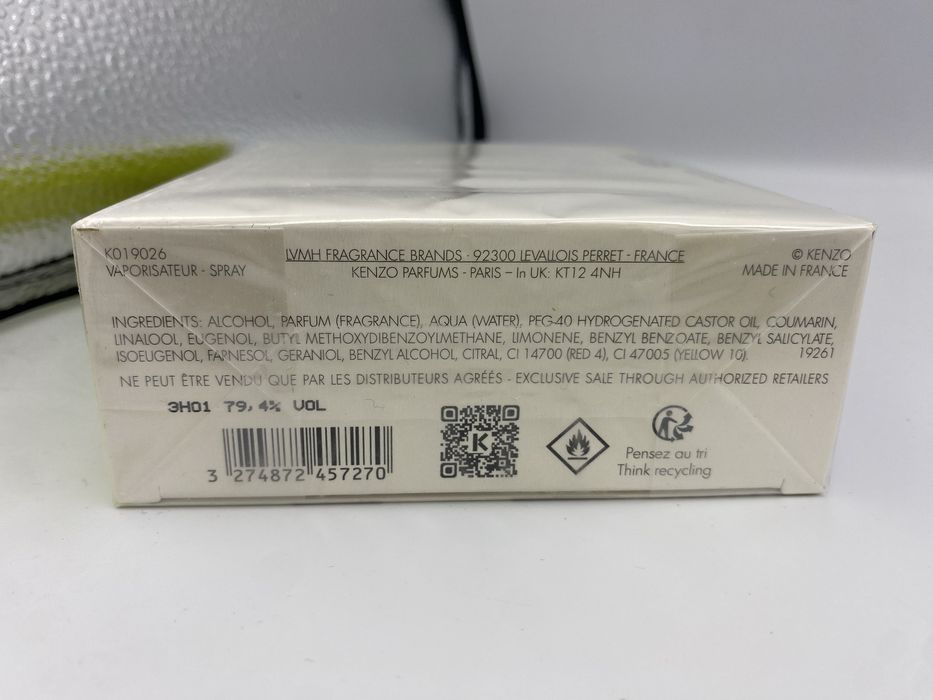 K019026
VAPORISATEUR - SPRAY
LVMH FRAGRANCE BRANDS - 92300 LEVALLOIS PERRET - FRANCE
KENZO PARFUMS - PARIS – In UK: KT12 4NH
© KENZO
MADE IN FRANCE
INGREDIENTS: ALCOHOL, PARFUM (FRAGRANCE), AQUA (WATER), PEG-40 HYDROGENATED CASTOR OIL, COUMARIN,
LINALOOL, EUGENOL, BUTYL METHOXYDIBENZOYLMETHANE, LIMONENE, BENZYL BENZOATE, BENZYL SALICYLATE,
ISOEUGENOL, FARNESOL, GERANIOL, BENZYL ALCOHOL, CITRAL, CI 14700 (RED 4), CI 47005 (YELLOW 10). 19261
NE PEUT ÊTRE VENDU QUE PAR LES DISTRIBUTEURS AGRÉÉS - EXCLUSIVE SALE THROUGH AUTHORIZED RETAILERS
3H01 79,4% VOL
3 274872 457270
K
Pensez au tri
Think recycling